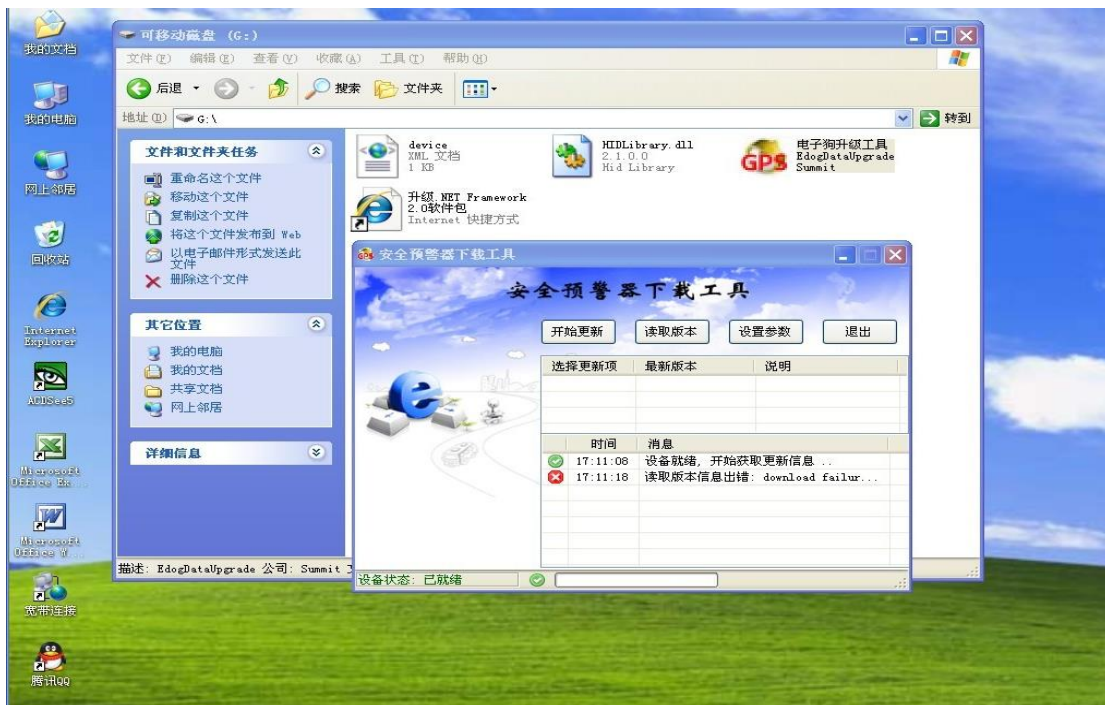 我的文档
我的电脑
网上邻居
回收站
Internet
Explorer
ACDSee5
Microsoft
Office Ex...
Microsoft
Office W...
宽带连接
腾讯QQ
可移动磁盘 (G:)
文件(F) 编辑(E) 查看(V) 收藏(A) 工具(T) 帮助(H)
后退 搜索 文件夹
地址(D) G:\ 转到
文件和文件夹任务
重命名这个文件
移动这个文件
复制这个文件
将这个文件发布到 Web
以电子邮件形式发送此
文件
删除这个文件
其它位置
我的电脑
我的文档
共享文档
网上邻居
详细信息
device
XML 文档
1 KB
HIDLibrary.dll
2.1.0.0
Hid Library
GPS
电子狗升级工具
EdogDataUpgrade
Summit
升级.NET Framework
2.0软件包
Internet 快捷方式
描述: EdogDataUpgrade 公司: Summit
安全预警器下载工具
安全预警器下载工具
开始更新 读取版本 设置参数 退出
选择更新项 最新版本 说明
时间 消息
17:11:08 设备就绪, 开始获取更新信息 ..
17:11:18 读取版本信息出错: download failur...
设备状态: 已就绪